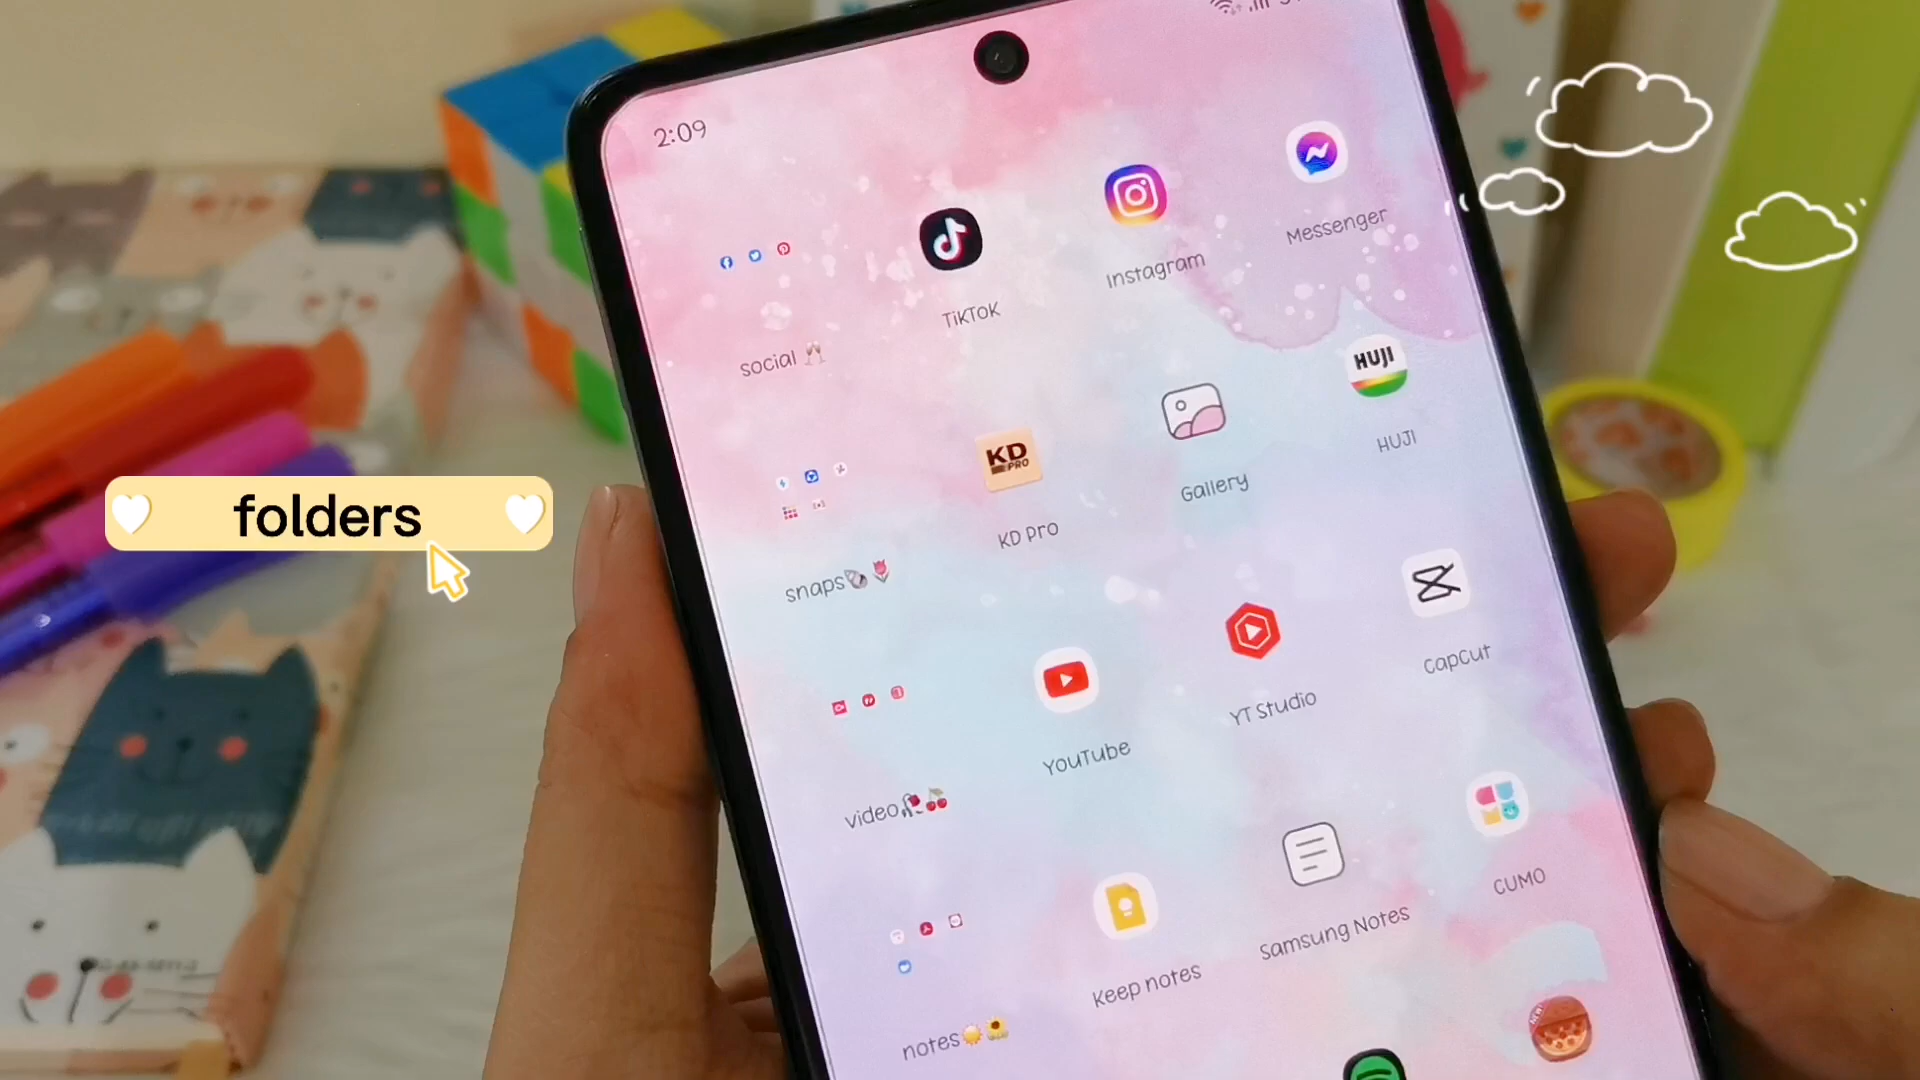 2:09
social
TikTok
Instagram
Messenger
snaps
KD
PRO
KD Pro
Gallery
HUJI
HUJI
video
YouTube
YT Studio
CapCut
notes
Keep notes
Samsung Notes
CUMO
folders